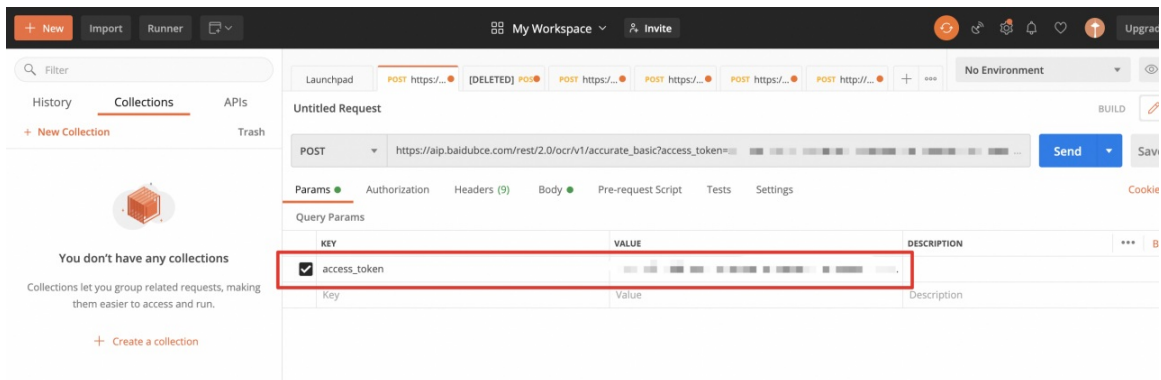 + New Import Runner My Workspace Invite Upgrad
Filter
History Collections APIs
+ New Collection Trash
You don't have any collections
Collections let you group related requests, making
them easier to access and run.
+ Create a collection
Launchpad POST https:/... [DELETED] POS POST https:/... POST https:/... POST https:/... POST http://... + ooo No Environment
Untitled Request BUILD
POST https://aip.baidubce.com/rest/2.0/ocr/v1/accurate_basic?access_token= ... Send Save
Params Authorization Headers (9) Body Pre-request Script Tests Settings Cookie
Query Params
KEY VALUE DESCRIPTION ••• B
access_token
Key Value Description